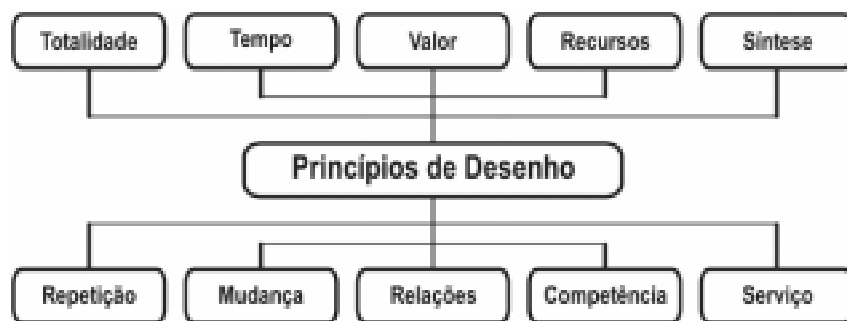 Totalidade
Tempo
Valor
Recursos
Síntese
Princípios de Desenho
Repetição
Mudança
Relações
Competência
Serviço